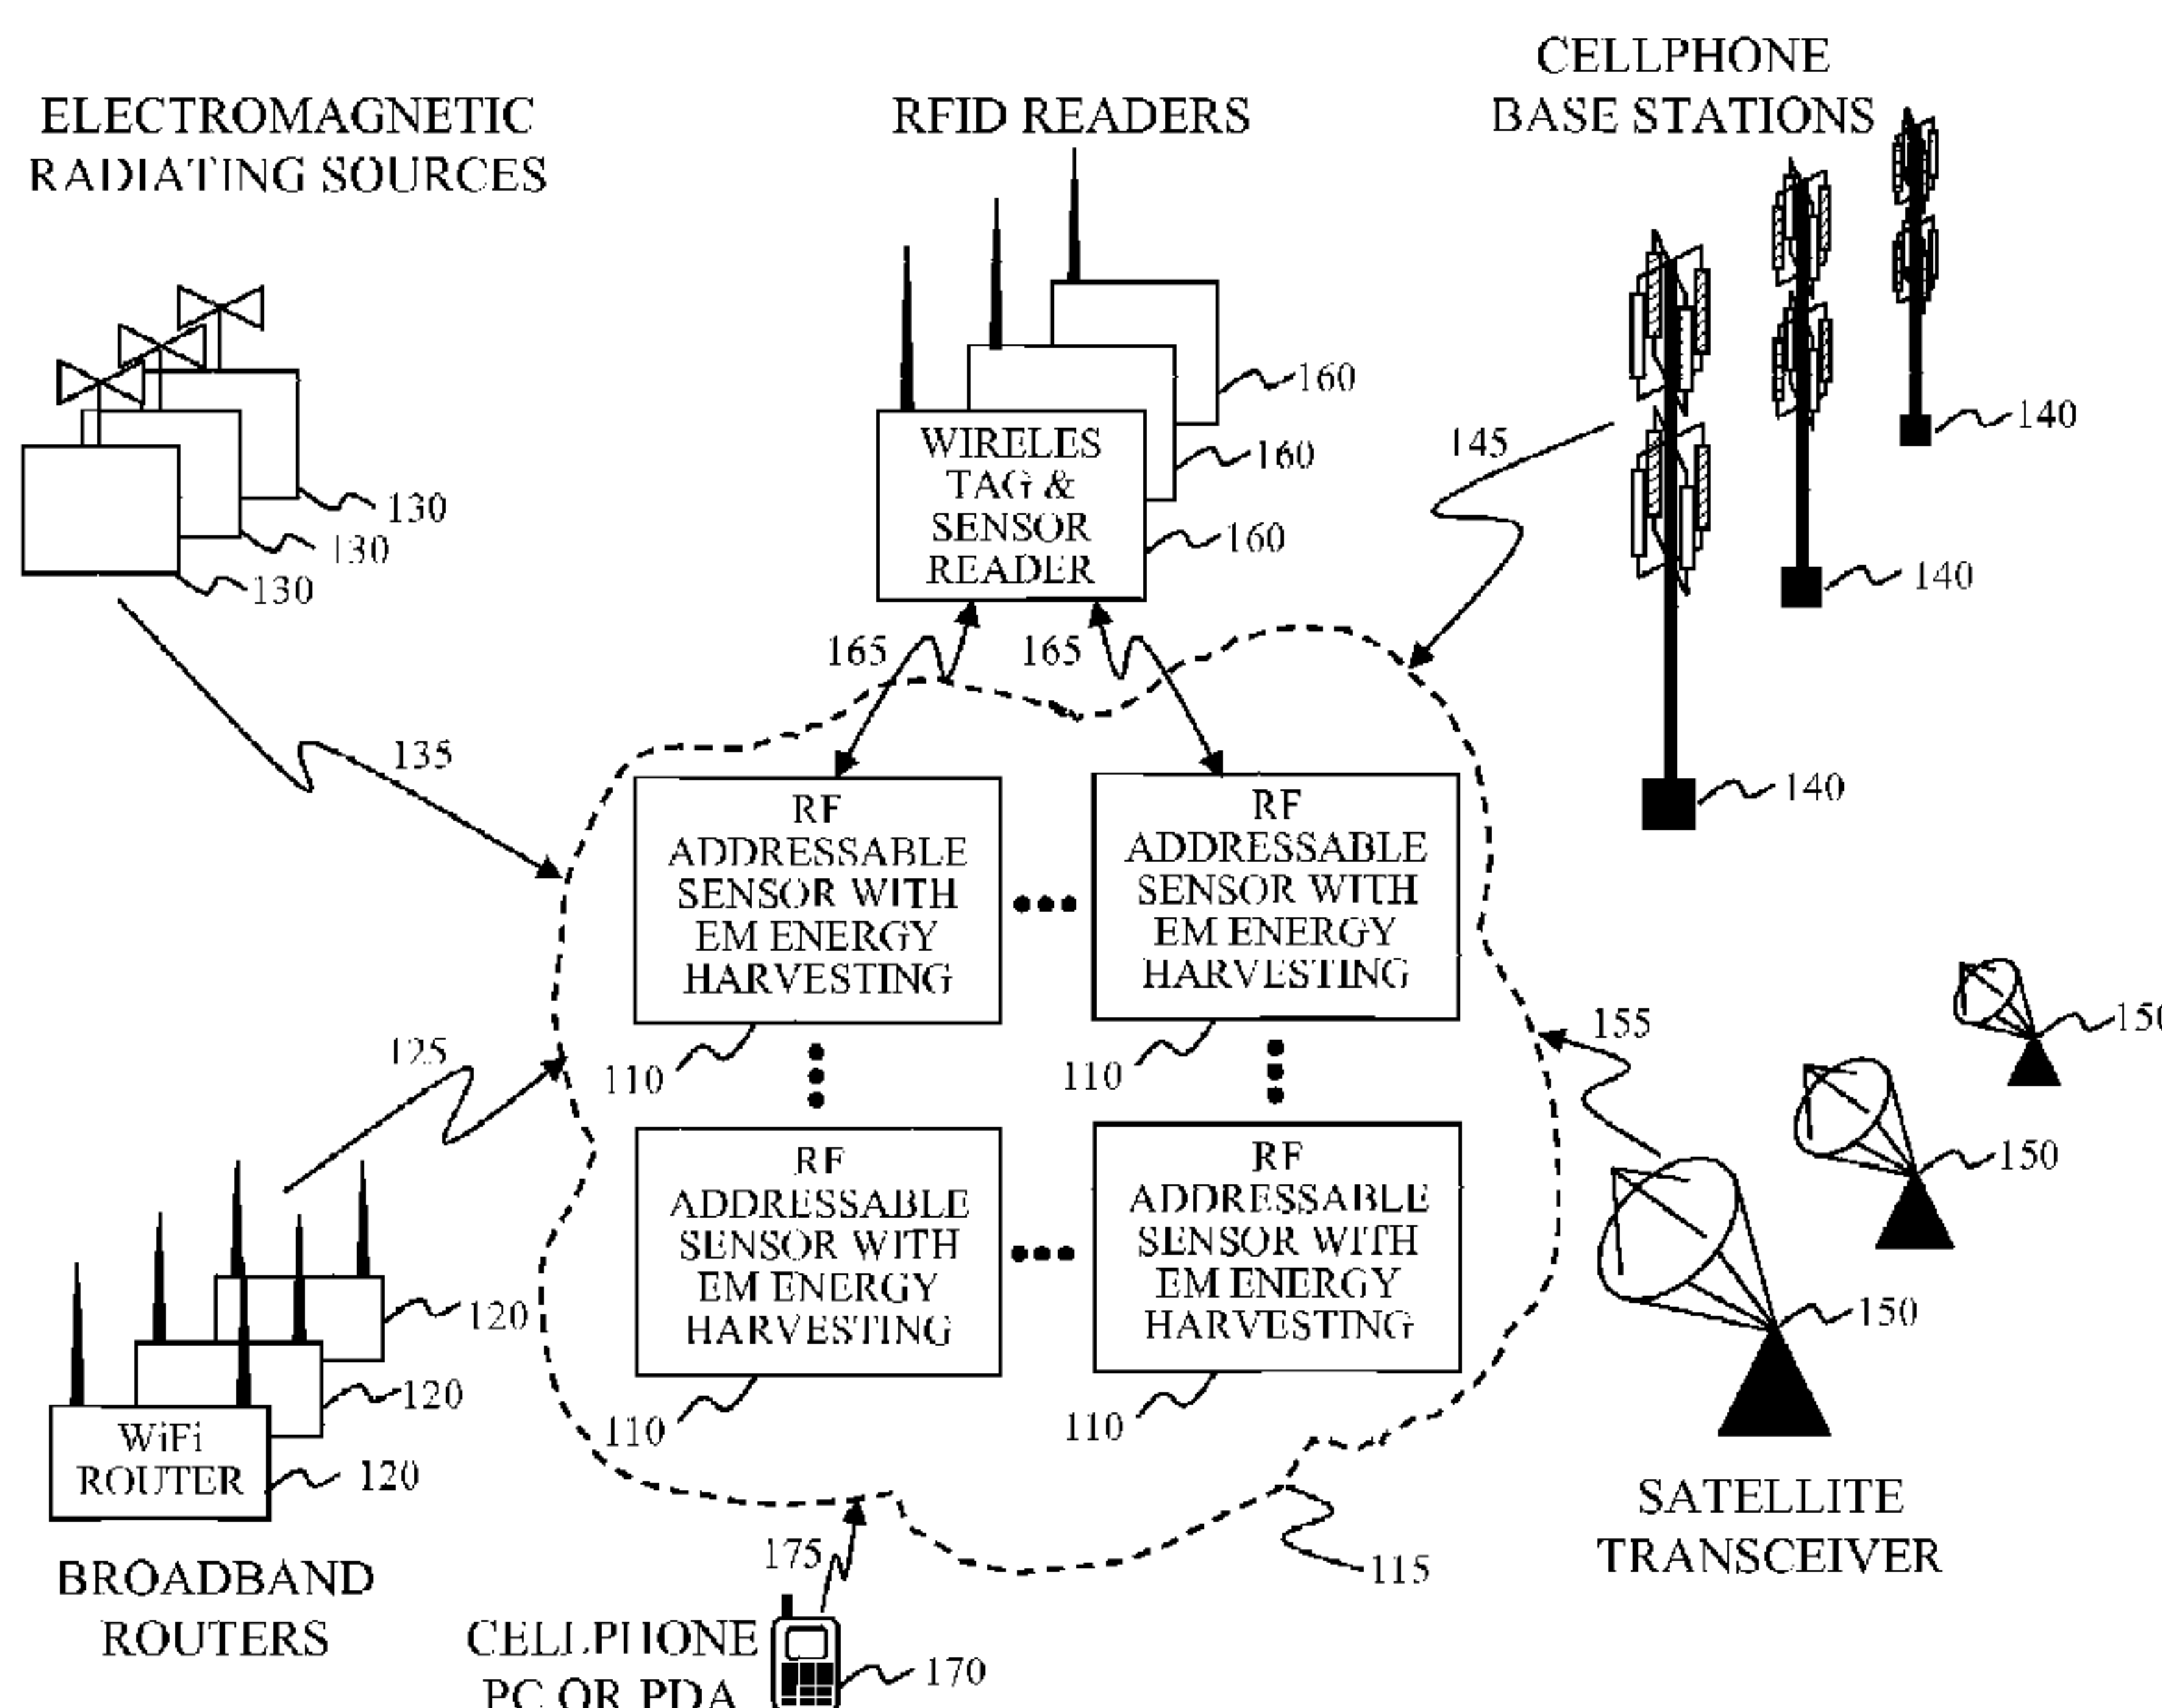 CELLPHONE
BASE STATIONS
ELECTROMAGNETIC
RADIATING SOURCES
RFID READERS
160
160
160
WIRELES
TAG &
SENSOR
READER
130
130
130
140
140
140
145
165
165
135
RF
ADDRESSABLE
SENSOR WITH
EM ENERGY
HARVESTING
110
RF
ADDRESSABLE
SENSOR WITH
EM ENERGY
HARVESTING
110
125
155
150
150
150
RF
ADDRESSABLE
SENSOR WITH
EM ENERGY
HARVESTING
110
RF
ADDRESSABLE
SENSOR WITH
EM ENERGY
HARVESTING
110
120
120
120
WiFi
ROUTER
BROADBAND
ROUTERS
SATELLITE
TRANSCEIVER
175
115
CELLPHONE
PC OR PDA
170